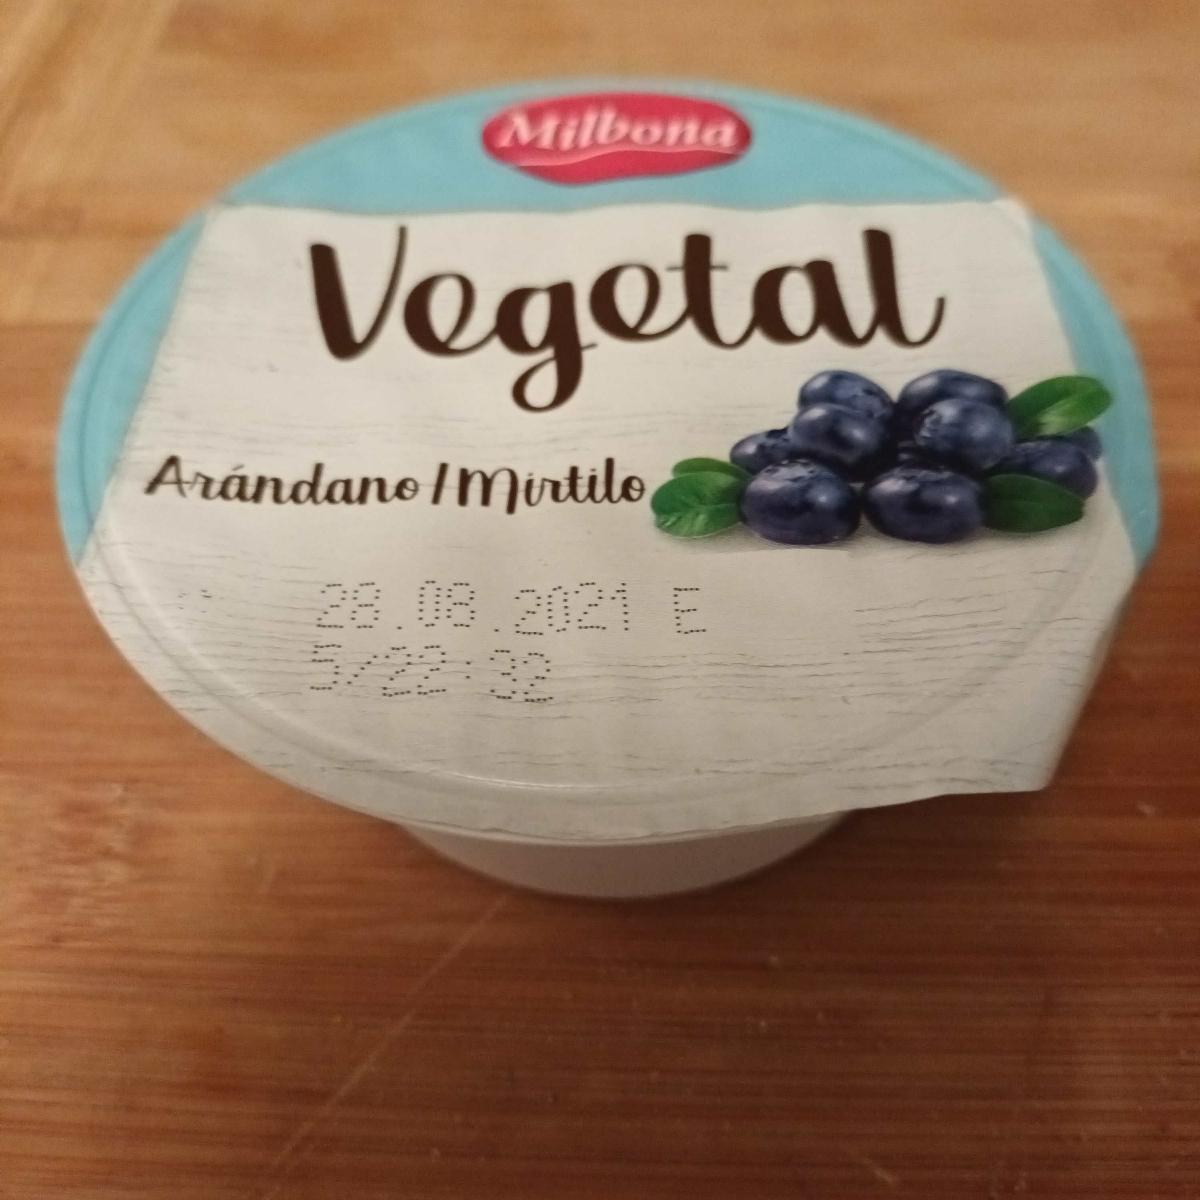 Milbona
Vegetal
Arándano / Mirtilo
28.08.2021 E
5/22:32